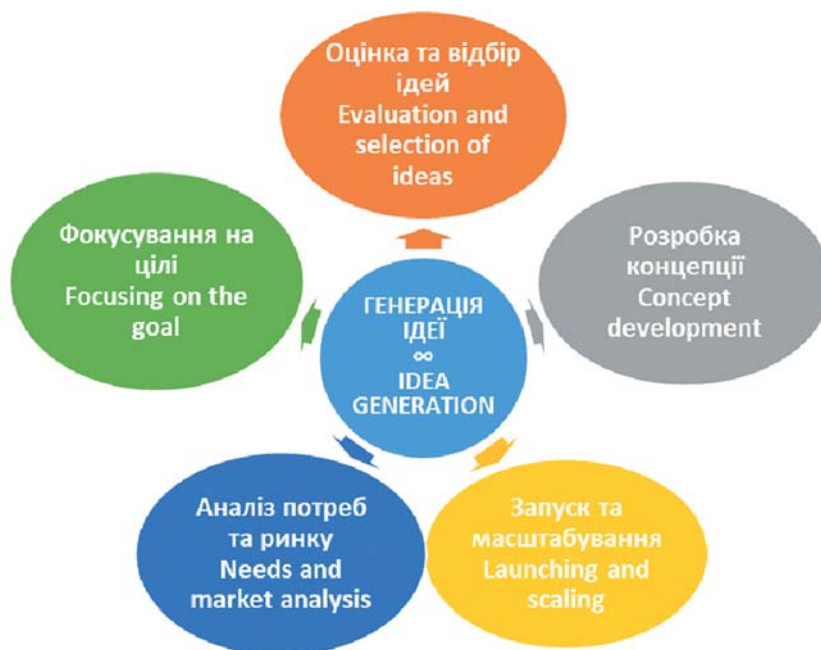 Оцінка та відбір
ідей
Evaluation and
selection of
ideas
Фокусування на
цілі
Focusing on the
goal
Розробка
концепції
Concept
development
ГЕНЕРАЦІЯ
ІДЕЇ
∞
IDEA
GENERATION
Аналіз потреб
та ринку
Needs and
market analysis
Запуск та
масштабування
Launching and
scaling